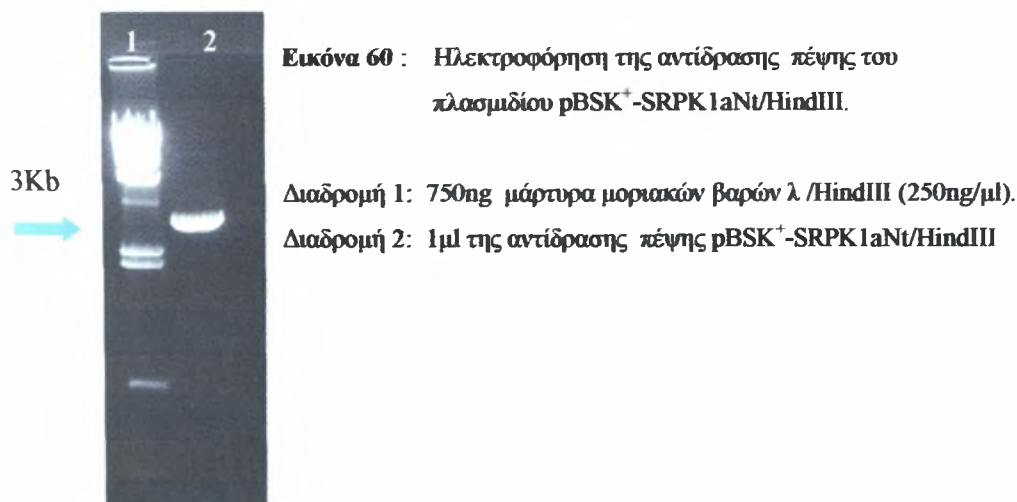 1 2
Εικόνα 60 : Ηλεκτροφόρηση της αντίδρασης πέψης του
πλασμιδίου pBSK⁺-SRPK1aNt/HindIII.
3Kb
Διαδρομή 1: 750ng μάρτυρα μοριακών βαρών λ /HindIII (250ng/μl).
Διαδρομή 2: 1μl της αντίδρασης πέψης pBSK⁺-SRPK1aNt/HindIII